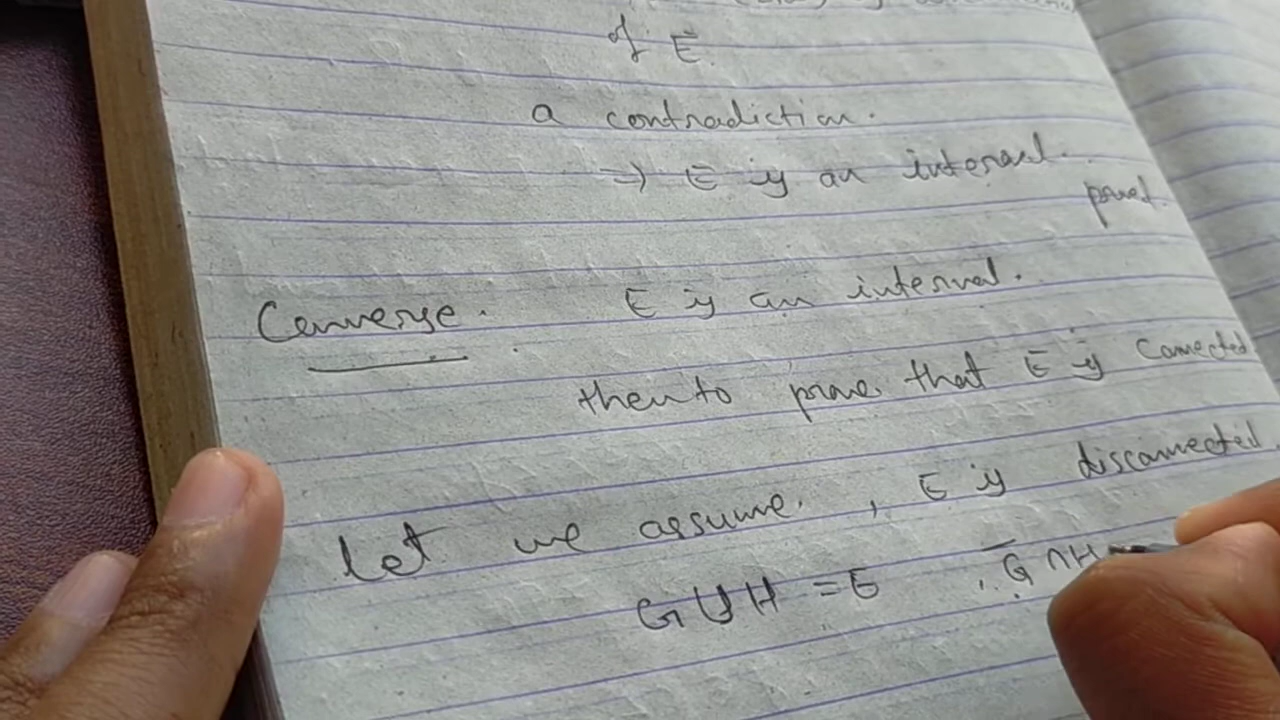 of E.
a contradiction.
=> E is an interval.
proved.
Converse. E is an interval.
then to prove that E is connected
Let we assume. , E is disconnected
G U H = E , G̅ ∩ H